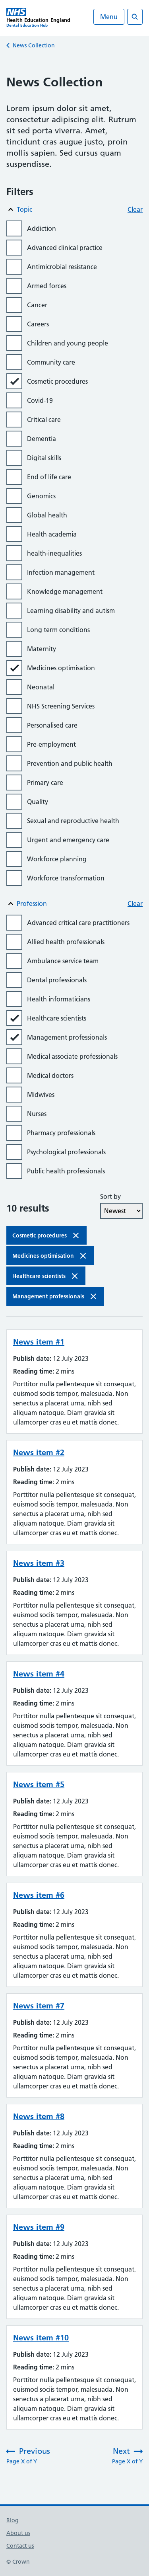 NHS
Health Education England
Dental Education Hub
Menu
News Collection
News Collection
Lorem ipsum dolor sit amet,
consectetur adipiscing elit. Rutrum
elit sed ut massa viverra. Amet,
tincidunt cras augue justo, proin
mollis sapien. Sed cursus quam
suspendisse.
Filters
Topic
Clear
Addiction
Advanced clinical practice
Antimicrobial resistance
Armed forces
Cancer
Careers
Children and young people
Community care
Cosmetic procedures
Covid-19
Critical care
Dementia
Digital skills
End of life care
Genomics
Global health
Health academia
health-inequalities
Infection management
Knowledge management
Learning disability and autism
Long term conditions
Maternity
Medicines optimisation
Neonatal
NHS Screening Services
Personalised care
Pre-employment
Prevention and public health
Primary care
Quality
Sexual and reproductive health
Urgent and emergency care
Workforce planning
Workforce transformation
Profession
Clear
Advanced critical care practitioners
Allied health professionals
Ambulance service team
Dental professionals
Health informaticians
Healthcare scientists
Management professionals
Medical associate professionals
Medical doctors
Midwives
Nurses
Pharmacy professionals
Psychological professionals
Public health professionals
10 results
Sort by
Newest
Cosmetic procedures
Medicines optimisation
Healthcare scientists
Management professionals
News item #1
Publish date: 12 July 2023
Reading time: 2 mins
Porttitor nulla pellentesque sit consequat,
euismod sociis tempor, malesuada. Non
senectus a placerat urna, nibh sed
aliquam natoque. Diam gravida sit
ullamcorper cras eu et mattis donec.
News item #2
Publish date: 12 July 2023
Reading time: 2 mins
Porttitor nulla pellentesque sit consequat,
euismod sociis tempor, malesuada. Non
senectus a placerat urna, nibh sed
aliquam natoque. Diam gravida sit
ullamcorper cras eu et mattis donec.
News item #3
Publish date: 12 July 2023
Reading time: 2 mins
Porttitor nulla pellentesque sit consequat,
euismod sociis tempor, malesuada. Non
senectus a placerat urna, nibh sed
aliquam natoque. Diam gravida sit
ullamcorper cras eu et mattis donec.
News item #4
Publish date: 12 July 2023
Reading time: 2 mins
Porttitor nulla pellentesque sit consequat,
euismod sociis tempor, malesuada. Non
senectus a placerat urna, nibh sed
aliquam natoque. Diam gravida sit
ullamcorper cras eu et mattis donec.
News item #5
Publish date: 12 July 2023
Reading time: 2 mins
Porttitor nulla pellentesque sit consequat,
euismod sociis tempor, malesuada. Non
senectus a placerat urna, nibh sed
aliquam natoque. Diam gravida sit
ullamcorper cras eu et mattis donec.
News item #6
Publish date: 12 July 2023
Reading time: 2 mins
Porttitor nulla pellentesque sit consequat,
euismod sociis tempor, malesuada. Non
senectus a placerat urna, nibh sed
aliquam natoque. Diam gravida sit
ullamcorper cras eu et mattis donec.
News item #7
Publish date: 12 July 2023
Reading time: 2 mins
Porttitor nulla pellentesque sit consequat,
euismod sociis tempor, malesuada. Non
senectus a placerat urna, nibh sed
aliquam natoque. Diam gravida sit
ullamcorper cras eu et mattis donec.
News item #8
Publish date: 12 July 2023
Reading time: 2 mins
Porttitor nulla pellentesque sit consequat,
euismod sociis tempor, malesuada. Non
senectus a placerat urna, nibh sed
aliquam natoque. Diam gravida sit
ullamcorper cras eu et mattis donec.
News item #9
Publish date: 12 July 2023
Reading time: 2 mins
Porttitor nulla pellentesque sit consequat,
euismod sociis tempor, malesuada. Non
senectus a placerat urna, nibh sed
aliquam natoque. Diam gravida sit
ullamcorper cras eu et mattis donec.
News item #10
Publish date: 12 July 2023
Reading time: 2 mins
Porttitor nulla pellentesque sit consequat,
euismod sociis tempor, malesuada. Non
senectus a placerat urna, nibh sed
aliquam natoque. Diam gravida sit
ullamcorper cras eu et mattis donec.
Previous
Page X of Y
Next
Page X of Y
Blog
About us
Contact us
© Crown